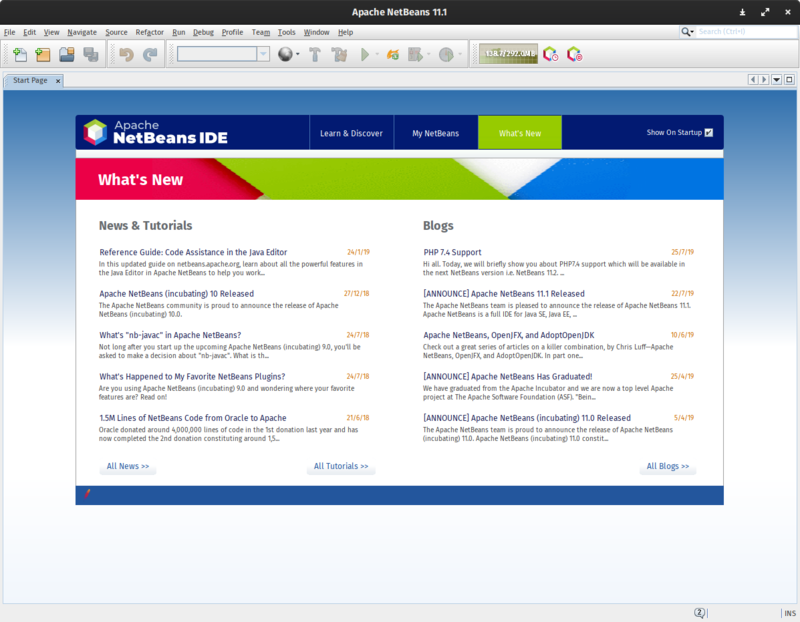 Apache NetBeans 11.1
File Edit View Navigate Source Refactor Run Debug Profile Team Tools Window Help
Search (Ctrl+I)
138.7/292.0MB
Start Page
Apache
NetBeans IDE
Learn & Discover
My NetBeans
What's New
Show On Startup
What's New
News & Tutorials
Reference Guide: Code Assistance in the Java Editor 24/1/19
In this updated guide on netbeans.apache.org, learn about all the powerful features in
the Java Editor in Apache NetBeans to help you work...
Apache NetBeans (incubating) 10 Released 27/12/18
The Apache NetBeans community is proud to announce the release of Apache
NetBeans (incubating) 10.0.
What's "nb-javac" in Apache NetBeans? 24/7/18
Not long after you start up the upcoming Apache NetBeans (incubating) 9.0, you'll be
asked to make a decision about "nb-javac". What is th...
What's Happened to My Favorite NetBeans Plugins? 24/7/18
Are you using Apache NetBeans (incubating) 9.0 and wondering where your favorite
features are? Read on!
1.5M Lines of NetBeans Code from Oracle to Apache 21/6/18
Oracle donated around 4,000,000 lines of code in the 1st donation last year and has
now completed the 2nd donation constituting around 1,5...
All News >>
All Tutorials >>
Blogs
PHP 7.4 Support 25/7/19
Hi all. Today, we will briefly show you about PHP7.4 support which will be available in
the next NetBeans version i.e. NetBeans 11.2. ...
[ANNOUNCE] Apache NetBeans 11.1 Released 22/7/19
The Apache NetBeans team is pleased to announce the release of Apache NetBeans 11.1.
Apache NetBeans is a full IDE for Java SE, Java EE, ...
Apache NetBeans, OpenJFX, and AdoptOpenJDK 10/6/19
Check out a great series of articles on a killer combination, by Chris Luff—Apache
NetBeans, OpenJFX, and AdoptOpenJDK. In part one...
[ANNOUNCE] Apache NetBeans Has Graduated! 25/4/19
We have graduated from the Apache Incubator and we are now a top level Apache
project at The Apache Software Foundation (ASF). "Bein...
[ANNOUNCE] Apache NetBeans (incubating) 11.0 Released 5/4/19
The Apache NetBeans team is proud to announce the release of Apache NetBeans
(incubating) 11.0. Apache NetBeans (incubating) 11.0 constit...
All Blogs >>
2
INS